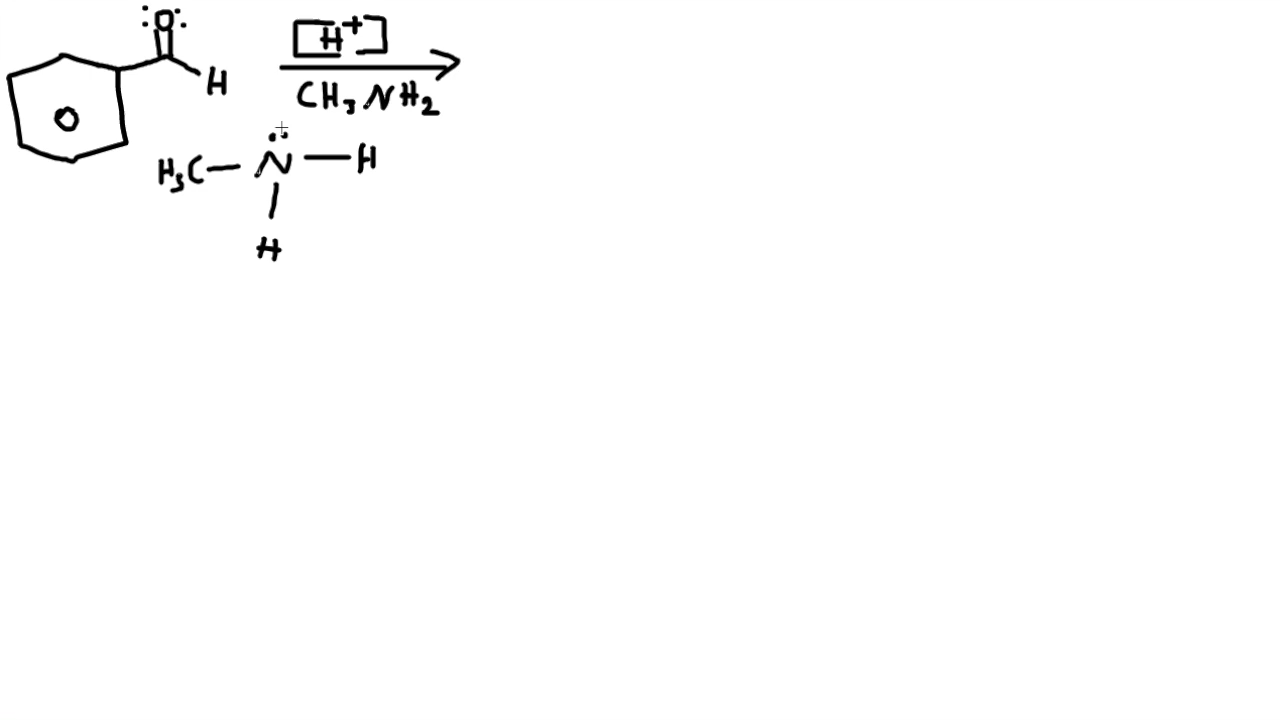 :O:
[H⁺]
H
CH₃NH₂
H₃C — N̈ — H
H